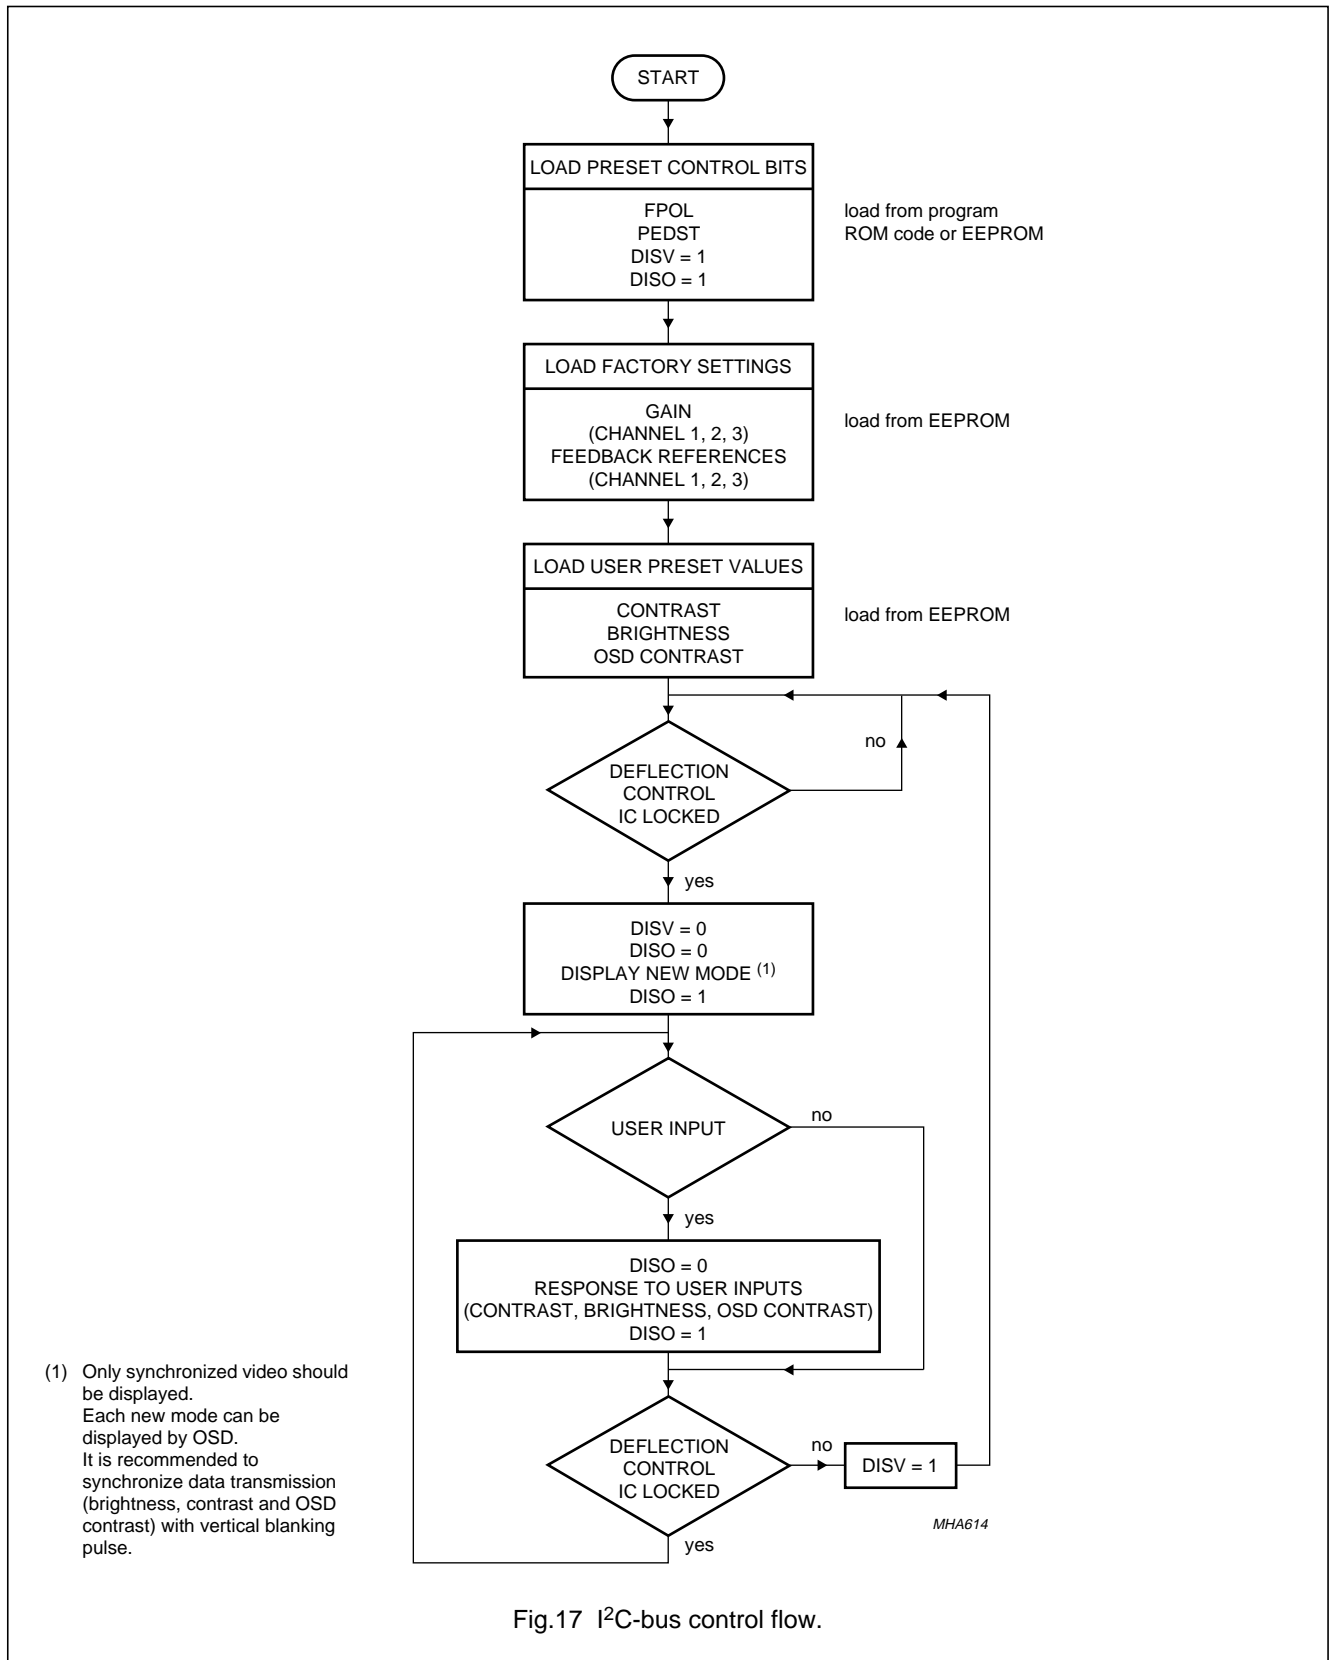 START
LOAD PRESET CONTROL BITS
FPOL
PEDST
DISV = 1
DISO = 1
load from program
ROM code or EEPROM
LOAD FACTORY SETTINGS
GAIN
(CHANNEL 1, 2, 3)
FEEDBACK REFERENCES
(CHANNEL 1, 2, 3)
load from EEPROM
LOAD USER PRESET VALUES
CONTRAST
BRIGHTNESS
OSD CONTRAST
load from EEPROM
no
DEFLECTION
CONTROL
IC LOCKED
yes
DISV = 0
DISO = 0
DISPLAY NEW MODE (1)
DISO = 1
USER INPUT
no
yes
DISO = 0
RESPONSE TO USER INPUTS
(CONTRAST, BRIGHTNESS, OSD CONTRAST)
DISO = 1
DEFLECTION
CONTROL
IC LOCKED
no
DISV = 1
yes
MHA614
(1) Only synchronized video should
be displayed.
Each new mode can be
displayed by OSD.
It is recommended to
synchronize data transmission
(brightness, contrast and OSD
contrast) with vertical blanking
pulse.
Fig.17 I²C-bus control flow.